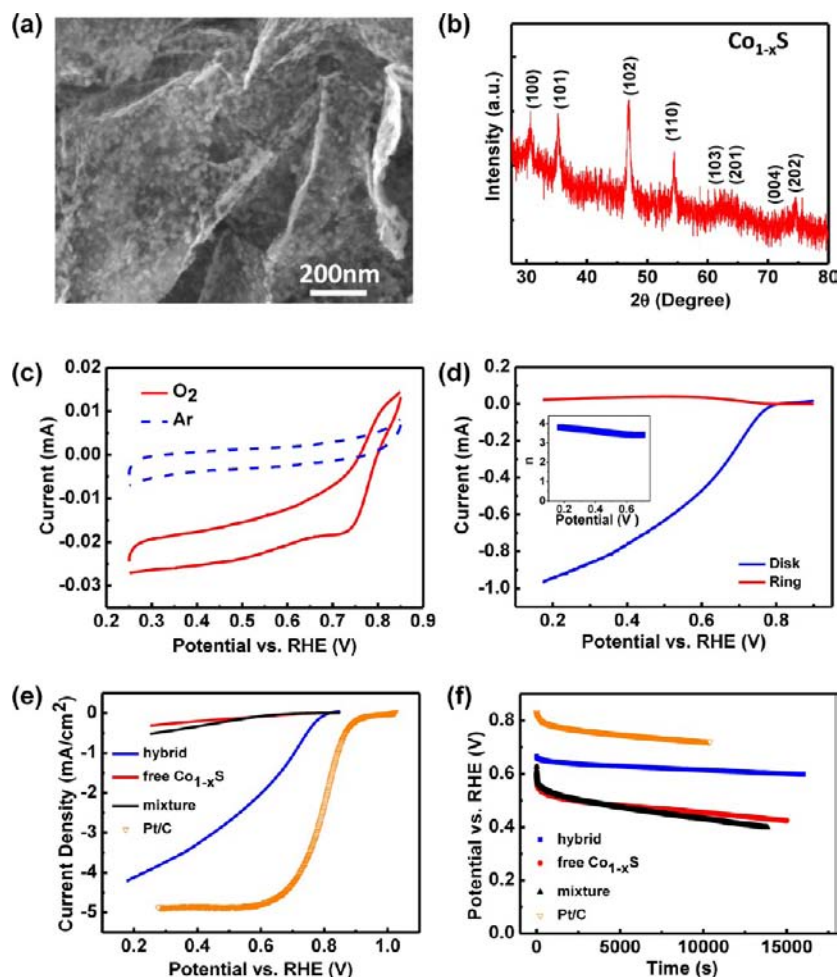 (a)
200nm
(b)
Co1-xS
(100)
(101)
(102)
(110)
(103)
(201)
(004)
(202)
Intensity (a.u.)
30 40 50 60 70 80
2θ (Degree)
(c)
0.02
0.01
0.00
-0.01
-0.02
-0.03
O2
Ar
Current (mA)
0.2 0.3 0.4 0.5 0.6 0.7 0.8 0.9
Potential vs. RHE (V)
(d)
0.2
0.0
-0.2
-0.4
-0.6
-0.8
-1.0
Current (mA)
4
3
2
1
0
n
0.2 0.4 0.6
Potential (V )
Disk
Ring
0.2 0.4 0.6 0.8
Potential vs. RHE (V)
(e)
0
-1
-2
-3
-4
-5
Current Density (mA/cm2)
hybrid
free Co1-xS
mixture
Pt/C
0.2 0.4 0.6 0.8 1.0
Potential vs. RHE (V)
(f)
0.8
0.6
0.4
0.2
0.0
Potential vs. RHE (V)
hybrid
free Co1-xS
mixture
Pt/C
0 5000 10000 15000
Time (s)